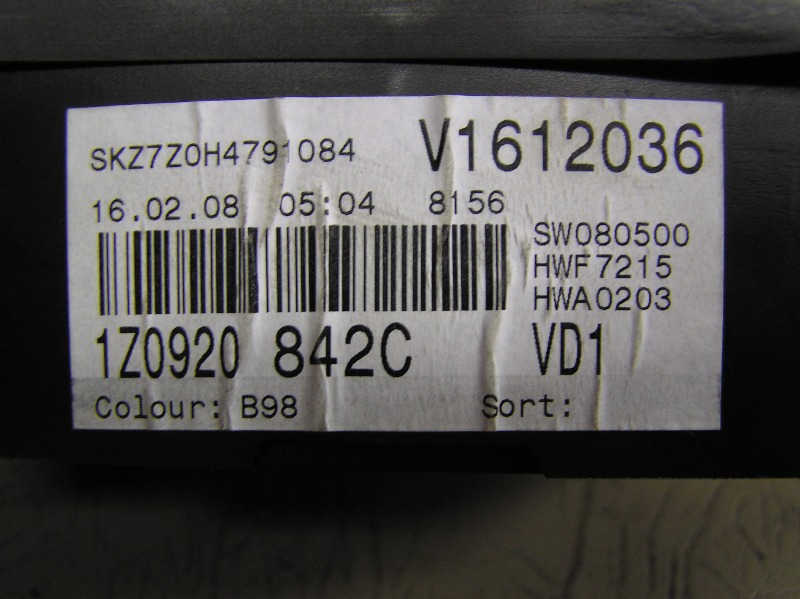 SKZ7Z0H4791084 V1612036
16.02.08 05:04 8156
SW080500
HWF7215
HWA0203
1Z0920 842C VD1
Colour: B98 Sort: